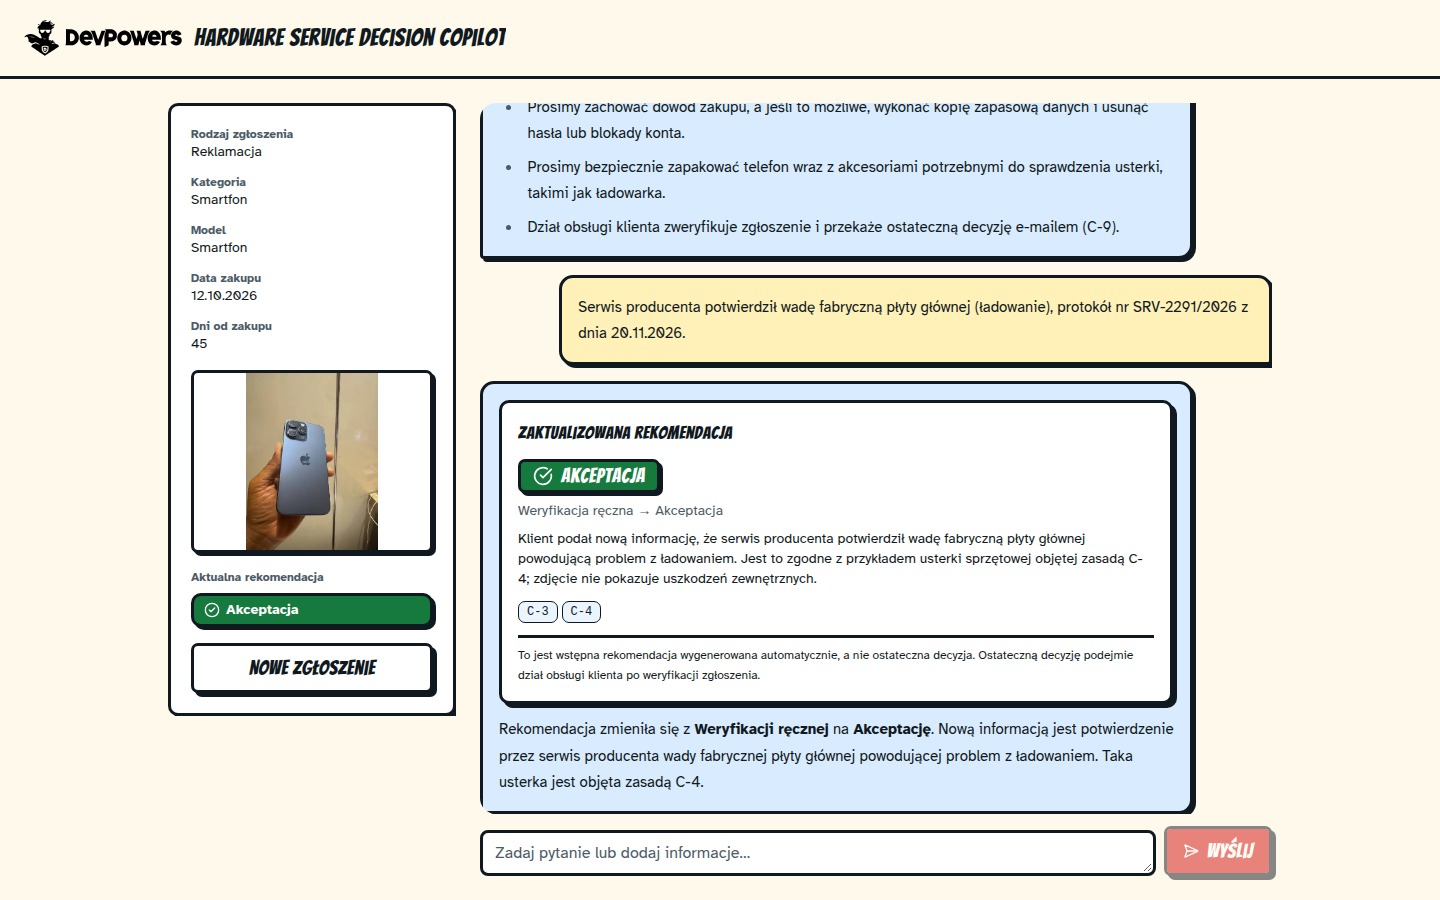 DevPowers HARDWARE SERVICE DECISION COPILOT
Rodzaj zgłoszenia
Reklamacja
Kategoria
Smartfon
Model
Smartfon
Data zakupu
12.10.2026
Dni od zakupu
45
Aktualna rekomendacja
Akceptacja
NOWE ZGŁOSZENIE
Prosimy zachować dowód zakupu, a jeśli to możliwe, wykonać kopię zapasową danych i usunąć
hasła lub blokady konta.
Prosimy bezpiecznie zapakować telefon wraz z akcesoriami potrzebnymi do sprawdzenia usterki,
takimi jak ładowarka.
Dział obsługi klienta zweryfikuje zgłoszenie i przekaże ostateczną decyzję e-mailem (C-9).
Serwis producenta potwierdził wadę fabryczną płyty głównej (ładowanie), protokół nr SRV-2291/2026 z
dnia 20.11.2026.
ZAKTUALIZOWANA REKOMENDACJA
AKCEPTACJA
Weryfikacja ręczna → Akceptacja
Klient podał nową informację, że serwis producenta potwierdził wadę fabryczną płyty głównej
powodującą problem z ładowaniem. Jest to zgodne z przykładem usterki sprzętowej objętej zasadą C-
4; zdjęcie nie pokazuje uszkodzeń zewnętrznych.
C-3 C-4
To jest wstępna rekomendacja wygenerowana automatycznie, a nie ostateczna decyzja. Ostateczną decyzję podejmie
dział obsługi klienta po weryfikacji zgłoszenia.
Rekomendacja zmieniła się z Weryfikacji ręcznej na Akceptację. Nową informacją jest potwierdzenie
przez serwis producenta wady fabrycznej płyty głównej powodującej problem z ładowaniem. Taka
usterka jest objęta zasadą C-4.
Zadaj pytanie lub dodaj informacje...
WYŚLIJ